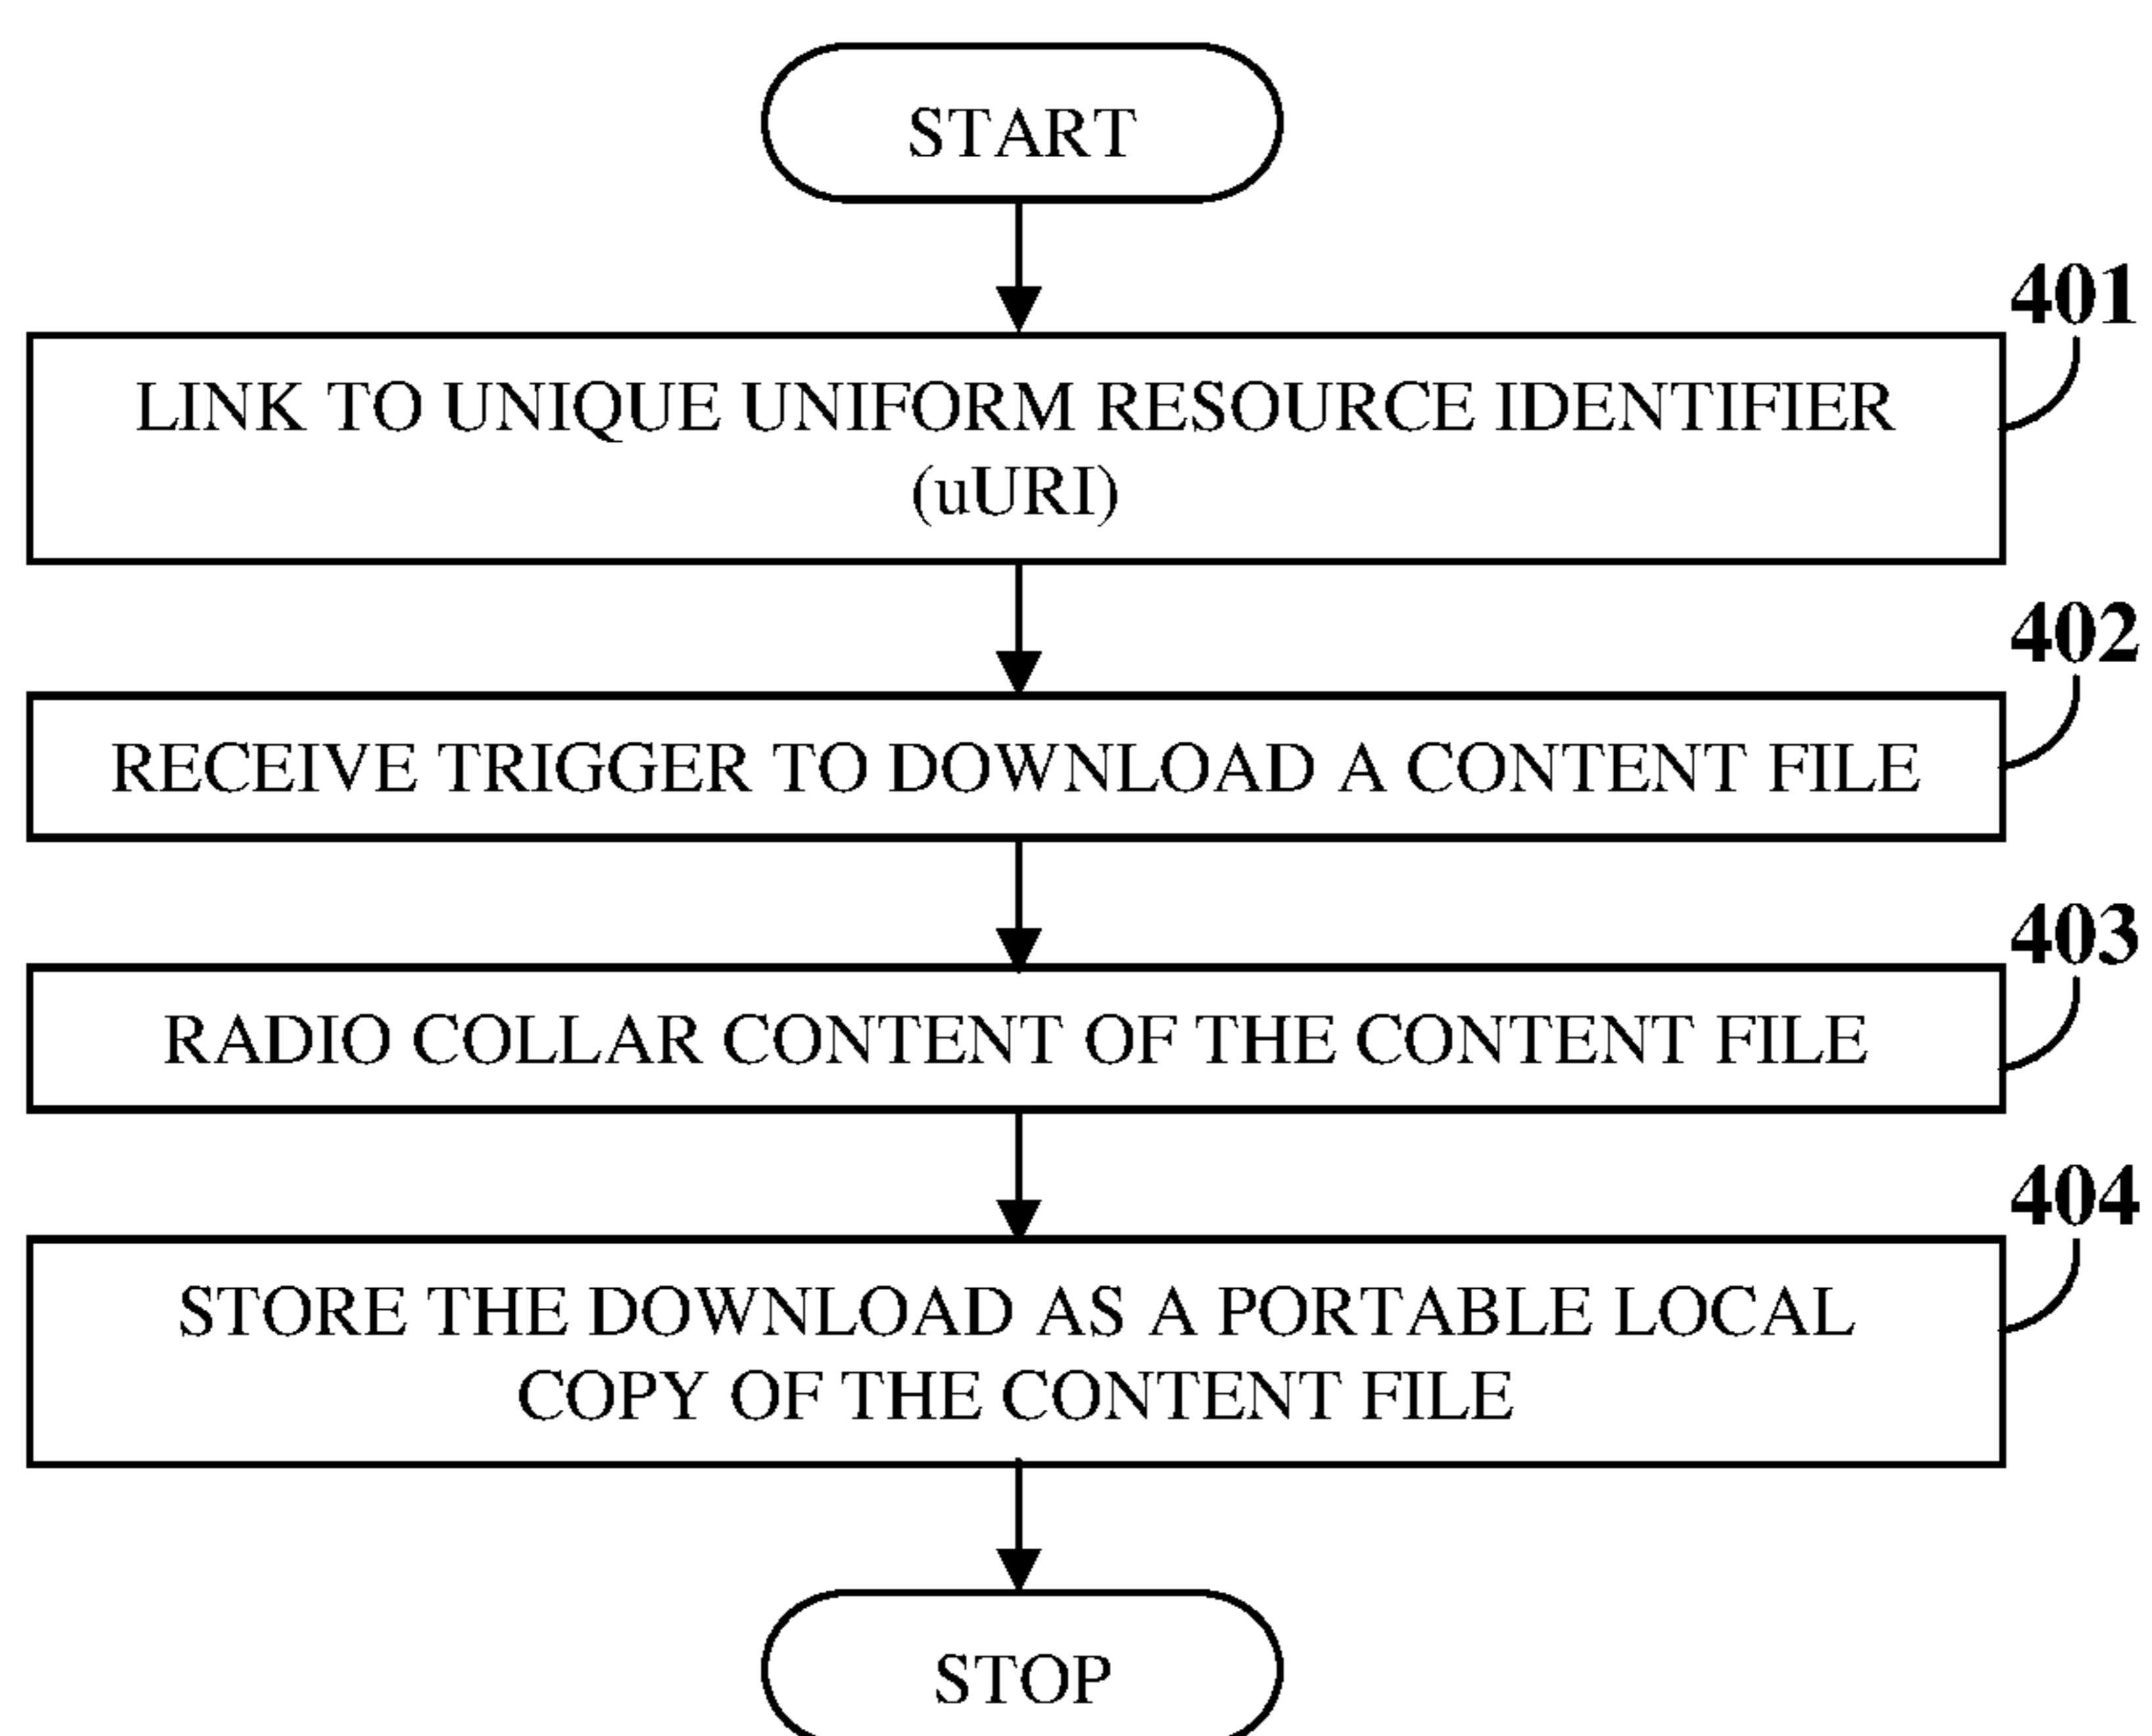 START
401
LINK TO UNIQUE UNIFORM RESOURCE IDENTIFIER
(uURI)
402
RECEIVE TRIGGER TO DOWNLOAD A CONTENT FILE
403
RADIO COLLAR CONTENT OF THE CONTENT FILE
404
STORE THE DOWNLOAD AS A PORTABLE LOCAL
COPY OF THE CONTENT FILE
STOP